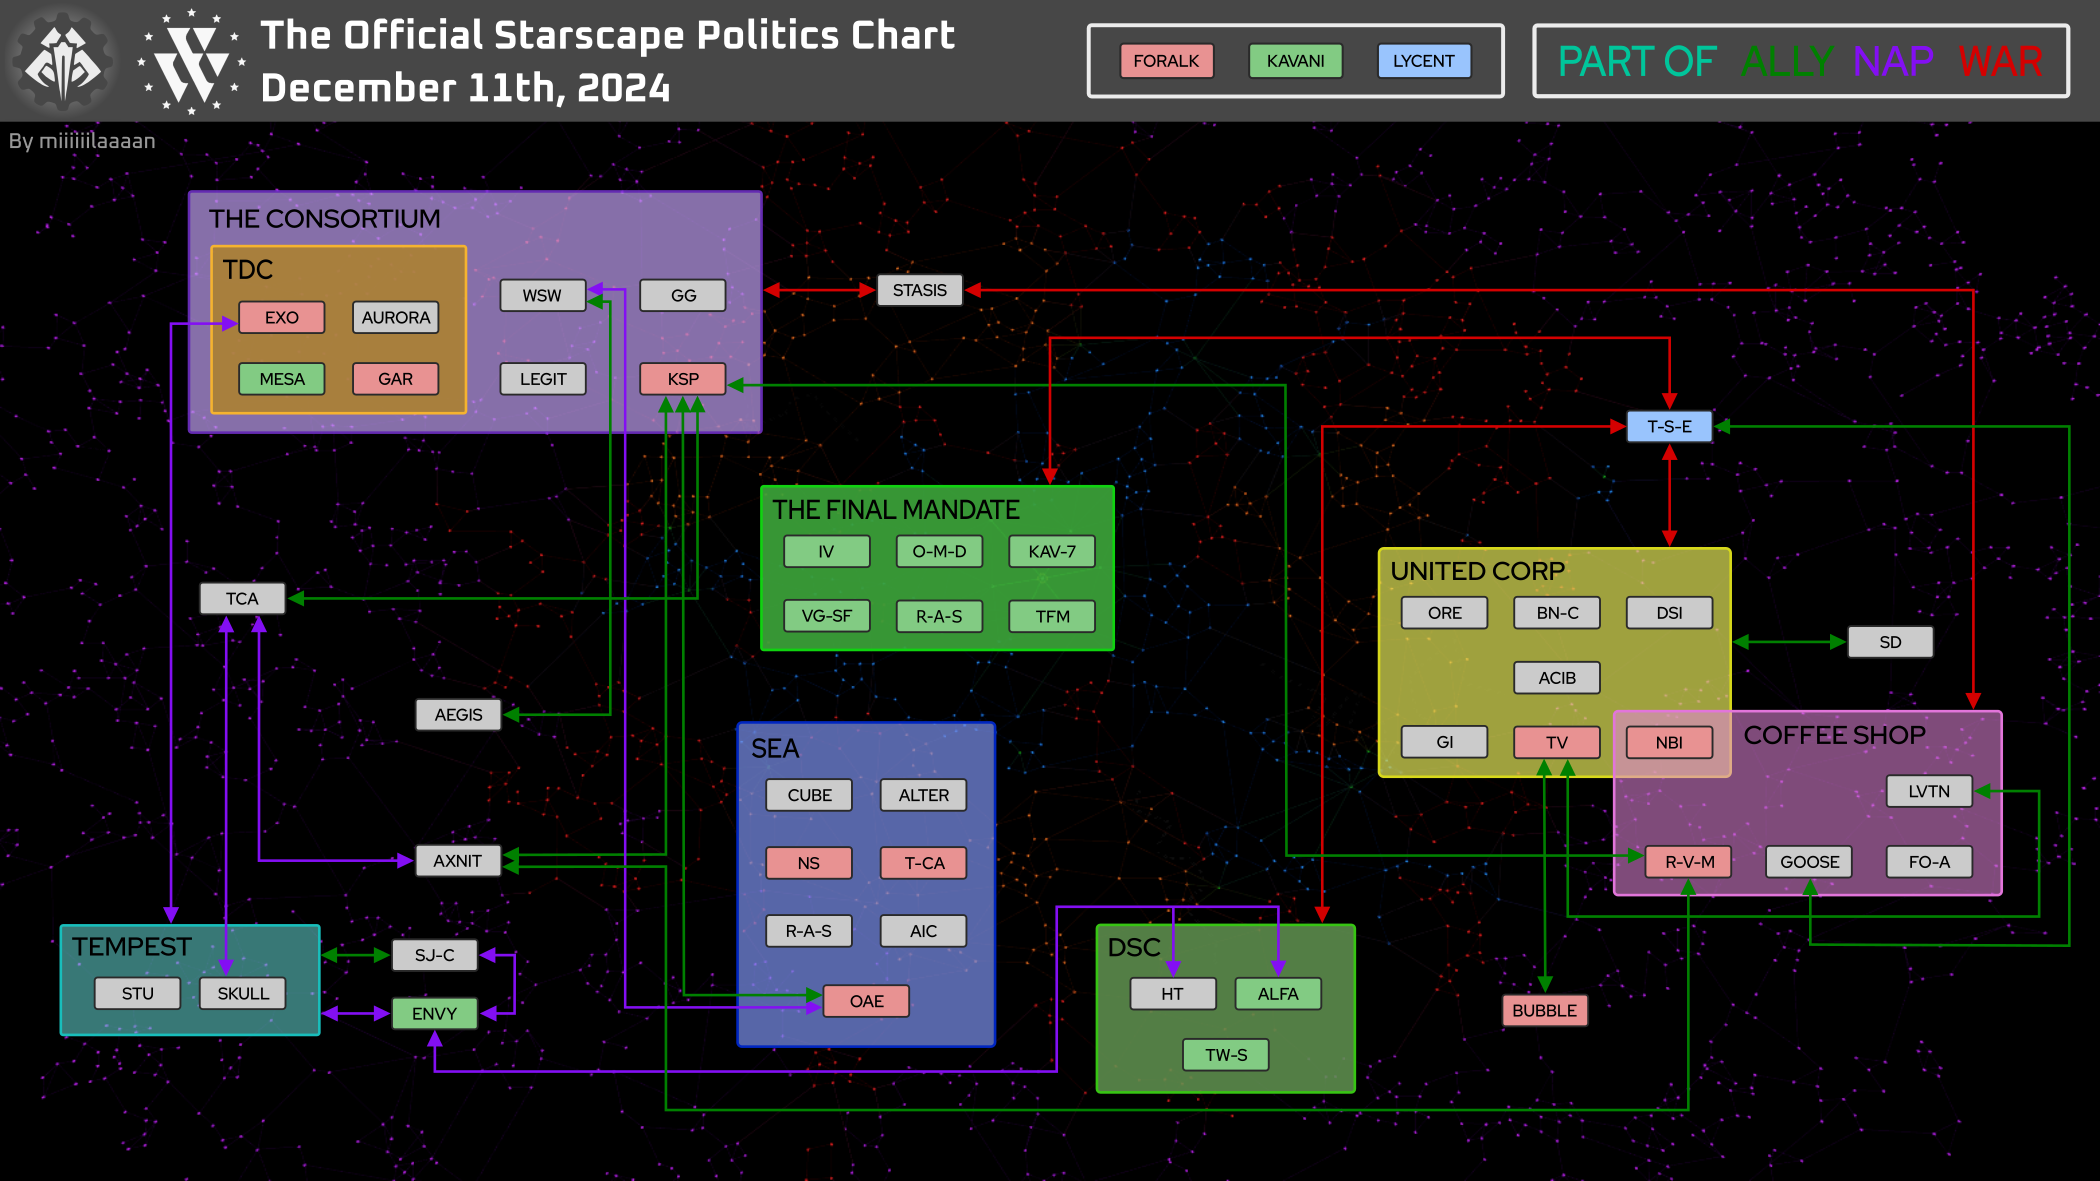 The Official Starscape Politics Chart
December 11th, 2024
FORALK KAVANI LYCENT
PART OF ALLY NAP WAR
By miiiiiilaaaan
THE CONSORTIUM
TDC
EXO AURORA
MESA GAR
WSW GG
LEGIT KSP
STASIS
T-S-E
THE FINAL MANDATE
IV O-M-D KAV-7
VG-SF R-A-S TFM
UNITED CORP
ORE BN-C DSI
ACIB
GI TV NBI
SD
COFFEE SHOP
LVTN
R-V-M GOOSE FO-A
TCA
AEGIS
AXNIT
SEA
CUBE ALTER
NS T-CA
R-A-S AIC
OAE
TEMPEST
STU SKULL
SJ-C
ENVY
DSC
HT ALFA
TW-S
BUBBLE